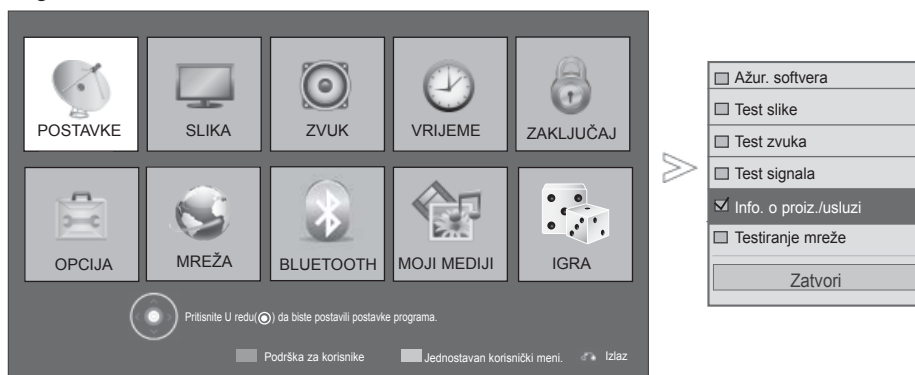 POSTAVKE SLIKA ZVUK VRIJEME ZAKLJUČAJ
OPCIJA MREŽA BLUETOOTH MOJI MEDIJI IGRA
Pritisnite U redu(◉) da biste postavili postavke programa.
Podrška za korisnike Jednostavan korisnički meni. Izlaz
Ažur. softvera
Test slike
Test zvuka
Test signala
Info. o proiz./usluzi
Testiranje mreže
Zatvori